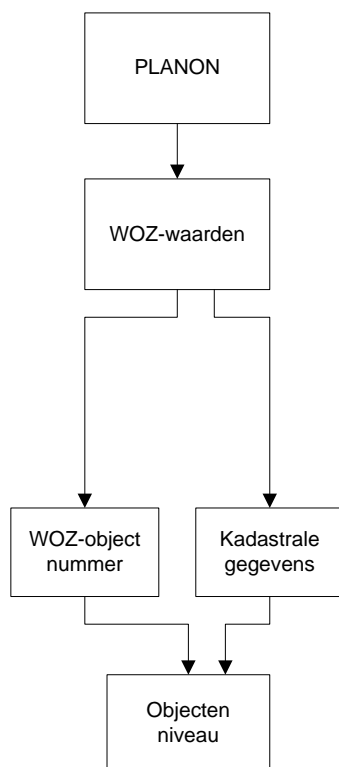 PLANON
WOZ-waarden
WOZ-object
nummer
Kadastrale
gegevens
Objecten
niveau